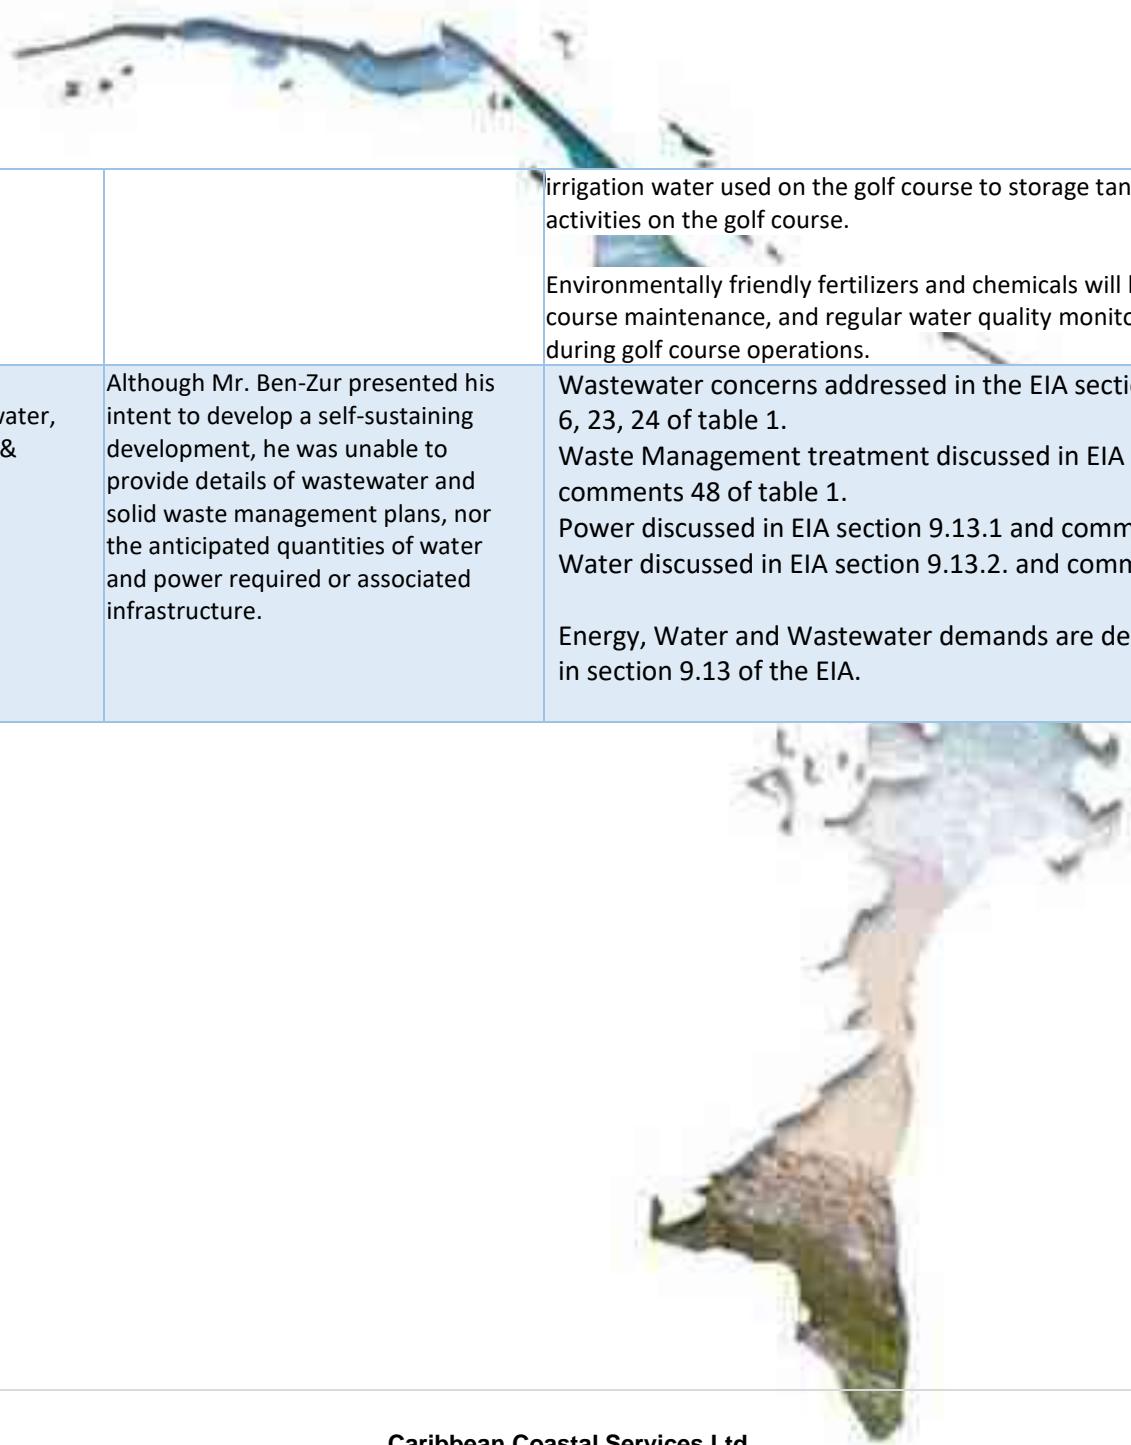 irrigation water used on the golf course to storage tan
activities on the golf course.
Environmentally friendly fertilizers and chemicals will
course maintenance, and regular water quality monito
during golf course operations.
vater,
&
Although Mr. Ben-Zur presented his
intent to develop a self-sustaining
development, he was unable to
provide details of wastewater and
solid waste management plans, nor
the anticipated quantities of water
and power required or associated
infrastructure.
Wastewater concerns addressed in the EIA secti
6, 23, 24 of table 1.
Waste Management treatment discussed in EIA
comments 48 of table 1.
Power discussed in EIA section 9.13.1 and comm
Water discussed in EIA section 9.13.2. and comm
Energy, Water and Wastewater demands are de
in section 9.13 of the EIA.
Caribbean Coastal Services Ltd